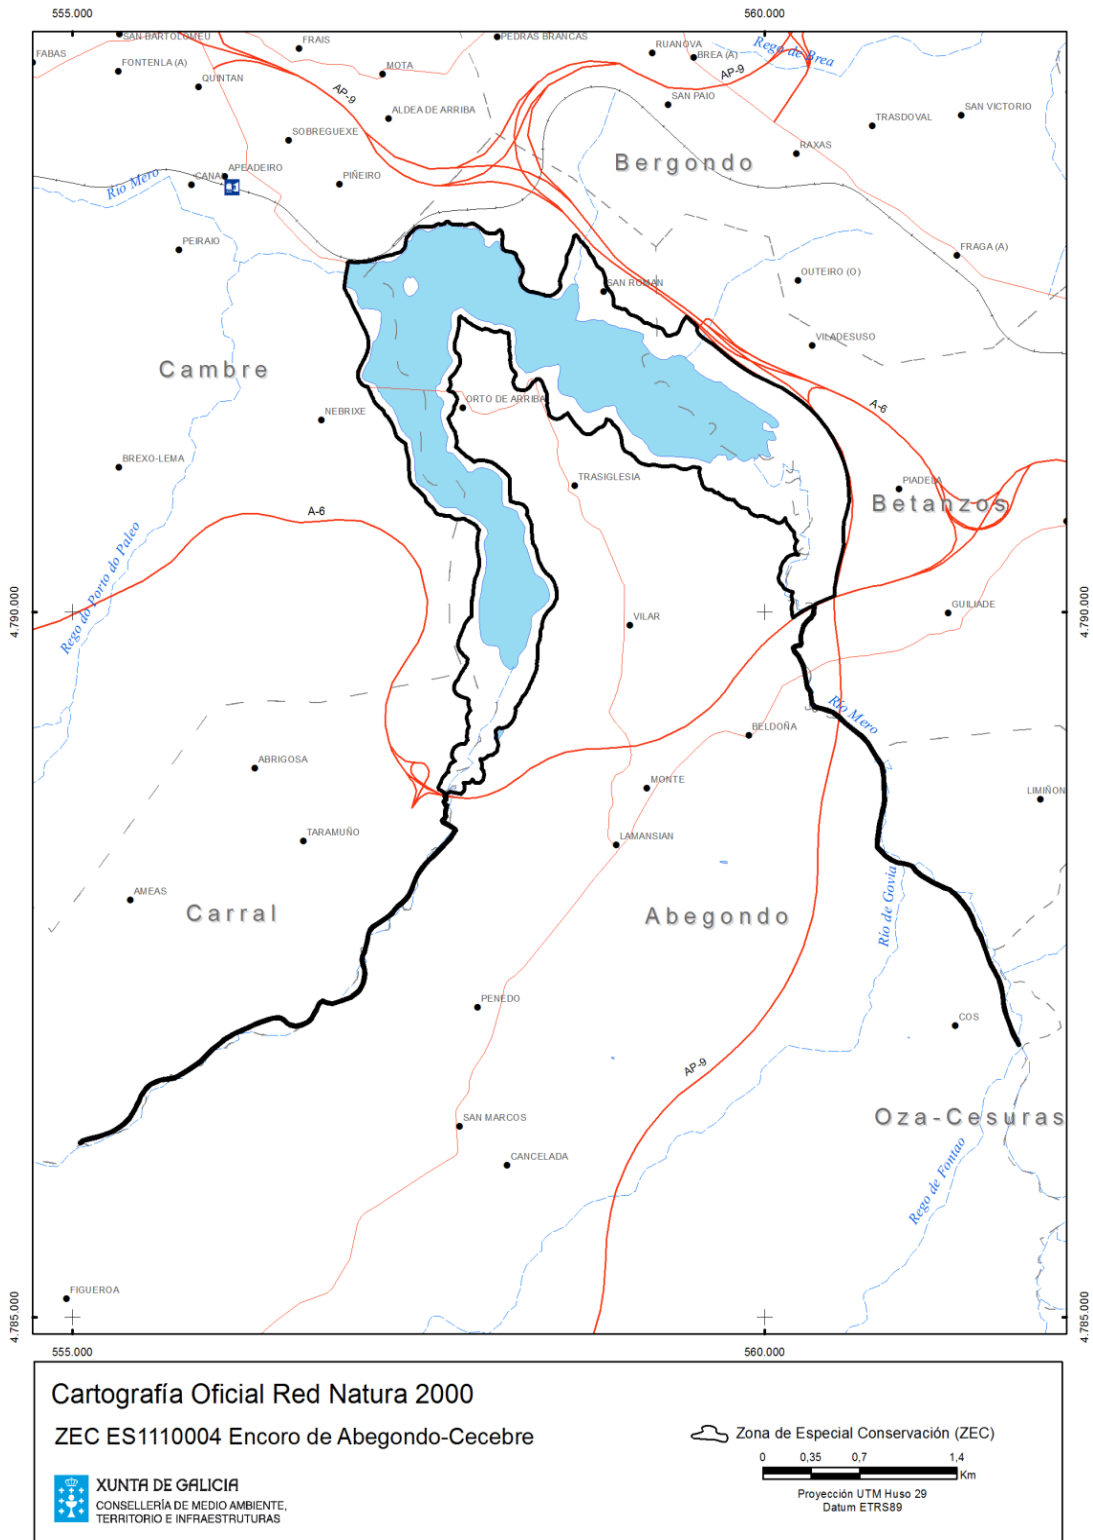 555.000
560.000
SAN BARTOLOMEU
FRAIS
PEDRAS BRANCAS
RUANOVA
Rego de Brea
FABAS
FONTENLA (A)
MOTA
BREA (A)
QUINTAN
AP-9
AP-9
SAN PAIO
ALDEA DE ARRIBA
SAN VICTORIO
TRASDOVAL
SOBREGUEXE
RAXAS
Bergondo
APEADEIRO
CANAL
PIÑEIRO
Río Mero
PEIRAIO
FRAGA (A)
OUTEIRO (O)
SAN ROMAN
VILADESUSO
Cambre
ORTO DE ARRIBA
A-6
NEBRIXE
BREXO-LEMA
TRASIGLESIA
PIADELA
Betanzos
A-6
Rego do Porto do Paleo
4.790.000
VILAR
GUILIADE
4.790.000
Río Mero
BELDOÑA
ABRIGOSA
MONTE
LIMIÑON
TARAMUÑO
LAMANSIAN
AMEAS
Río de Govia
Carral
Abegondo
PENEDO
COS
AP-9
SAN MARCOS
Oza-Cesuras
CANCELADA
Rego de Fontao
FIGUEROA
4.785.000
4.785.000
555.000
560.000
Cartografía Oficial Red Natura 2000
ZEC ES1110004 Encoro de Abegondo-Cecebre
XUNTA DE GALICIA
CONSELLERÍA DE MEDIO AMBIENTE,
TERRITORIO E INFRAESTRUTURAS
Zona de Especial Conservación (ZEC)
0 0,35 0,7 1,4
Km
Proyección UTM Huso 29
Datum ETRS89